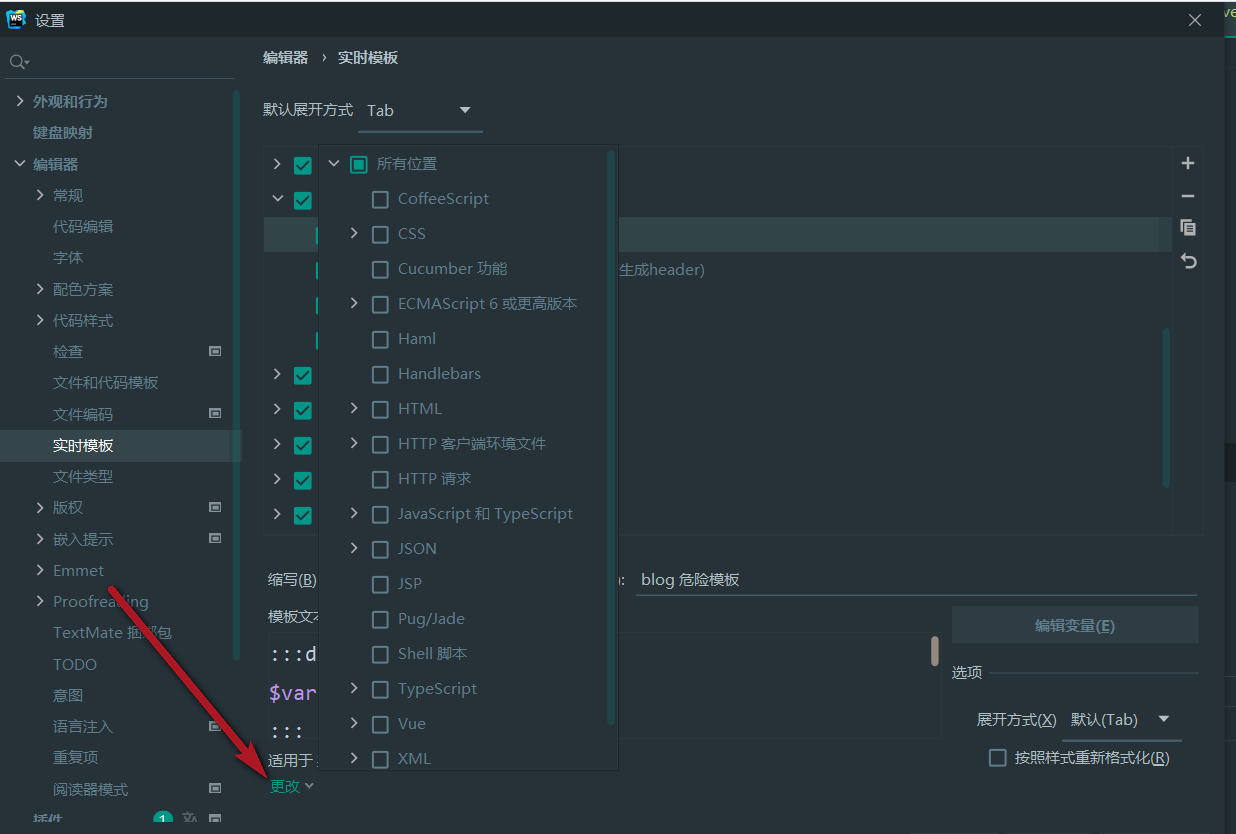 WS 设置
编辑器 › 实时模板
外观和行为
键盘映射
编辑器
常规
代码编辑
字体
配色方案
代码样式
检查
文件和代码模板
文件编码
实时模板
文件类型
版权
嵌入提示
Emmet
Proofreading
TextMate 捆绑包
TODO
意图
语言注入
重复项
阅读器模式
插件 1
默认展开方式 Tab
所有位置
CoffeeScript
CSS
Cucumber 功能
生成header)
ECMAScript 6 或更高版本
Haml
Handlebars
HTML
HTTP 客户端环境文件
HTTP 请求
JavaScript 和 TypeScript
JSON
JSP
Pug/Jade
Shell 脚本
TypeScript
Vue
XML
缩写(B) ): blog 危险模板
模板文本
:::d
$var
:::
适用于
更改
编辑变量(E)
选项
展开方式(X) 默认(Tab)
按照样式重新格式化(R)